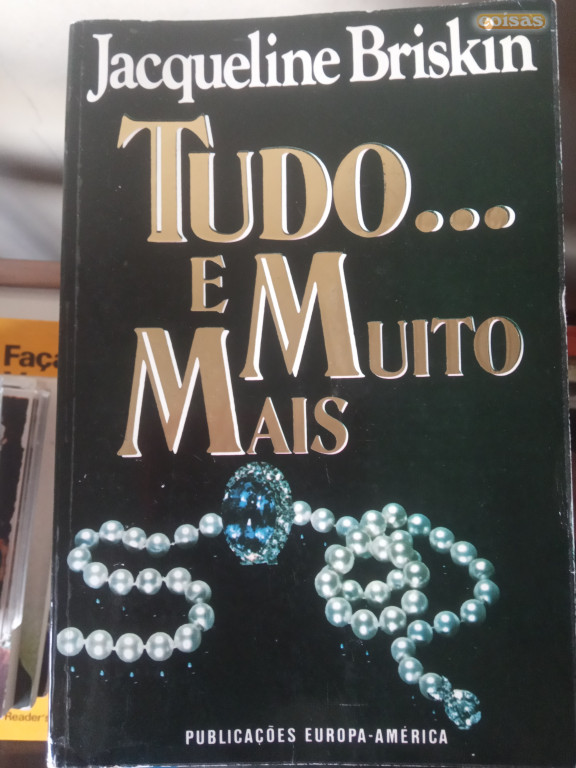 coisas
Jacqueline Briskin
TUDO...
E MUITO
MAIS
Faça
Reader's
PUBLICAÇÕES EUROPA-AMÉRICA